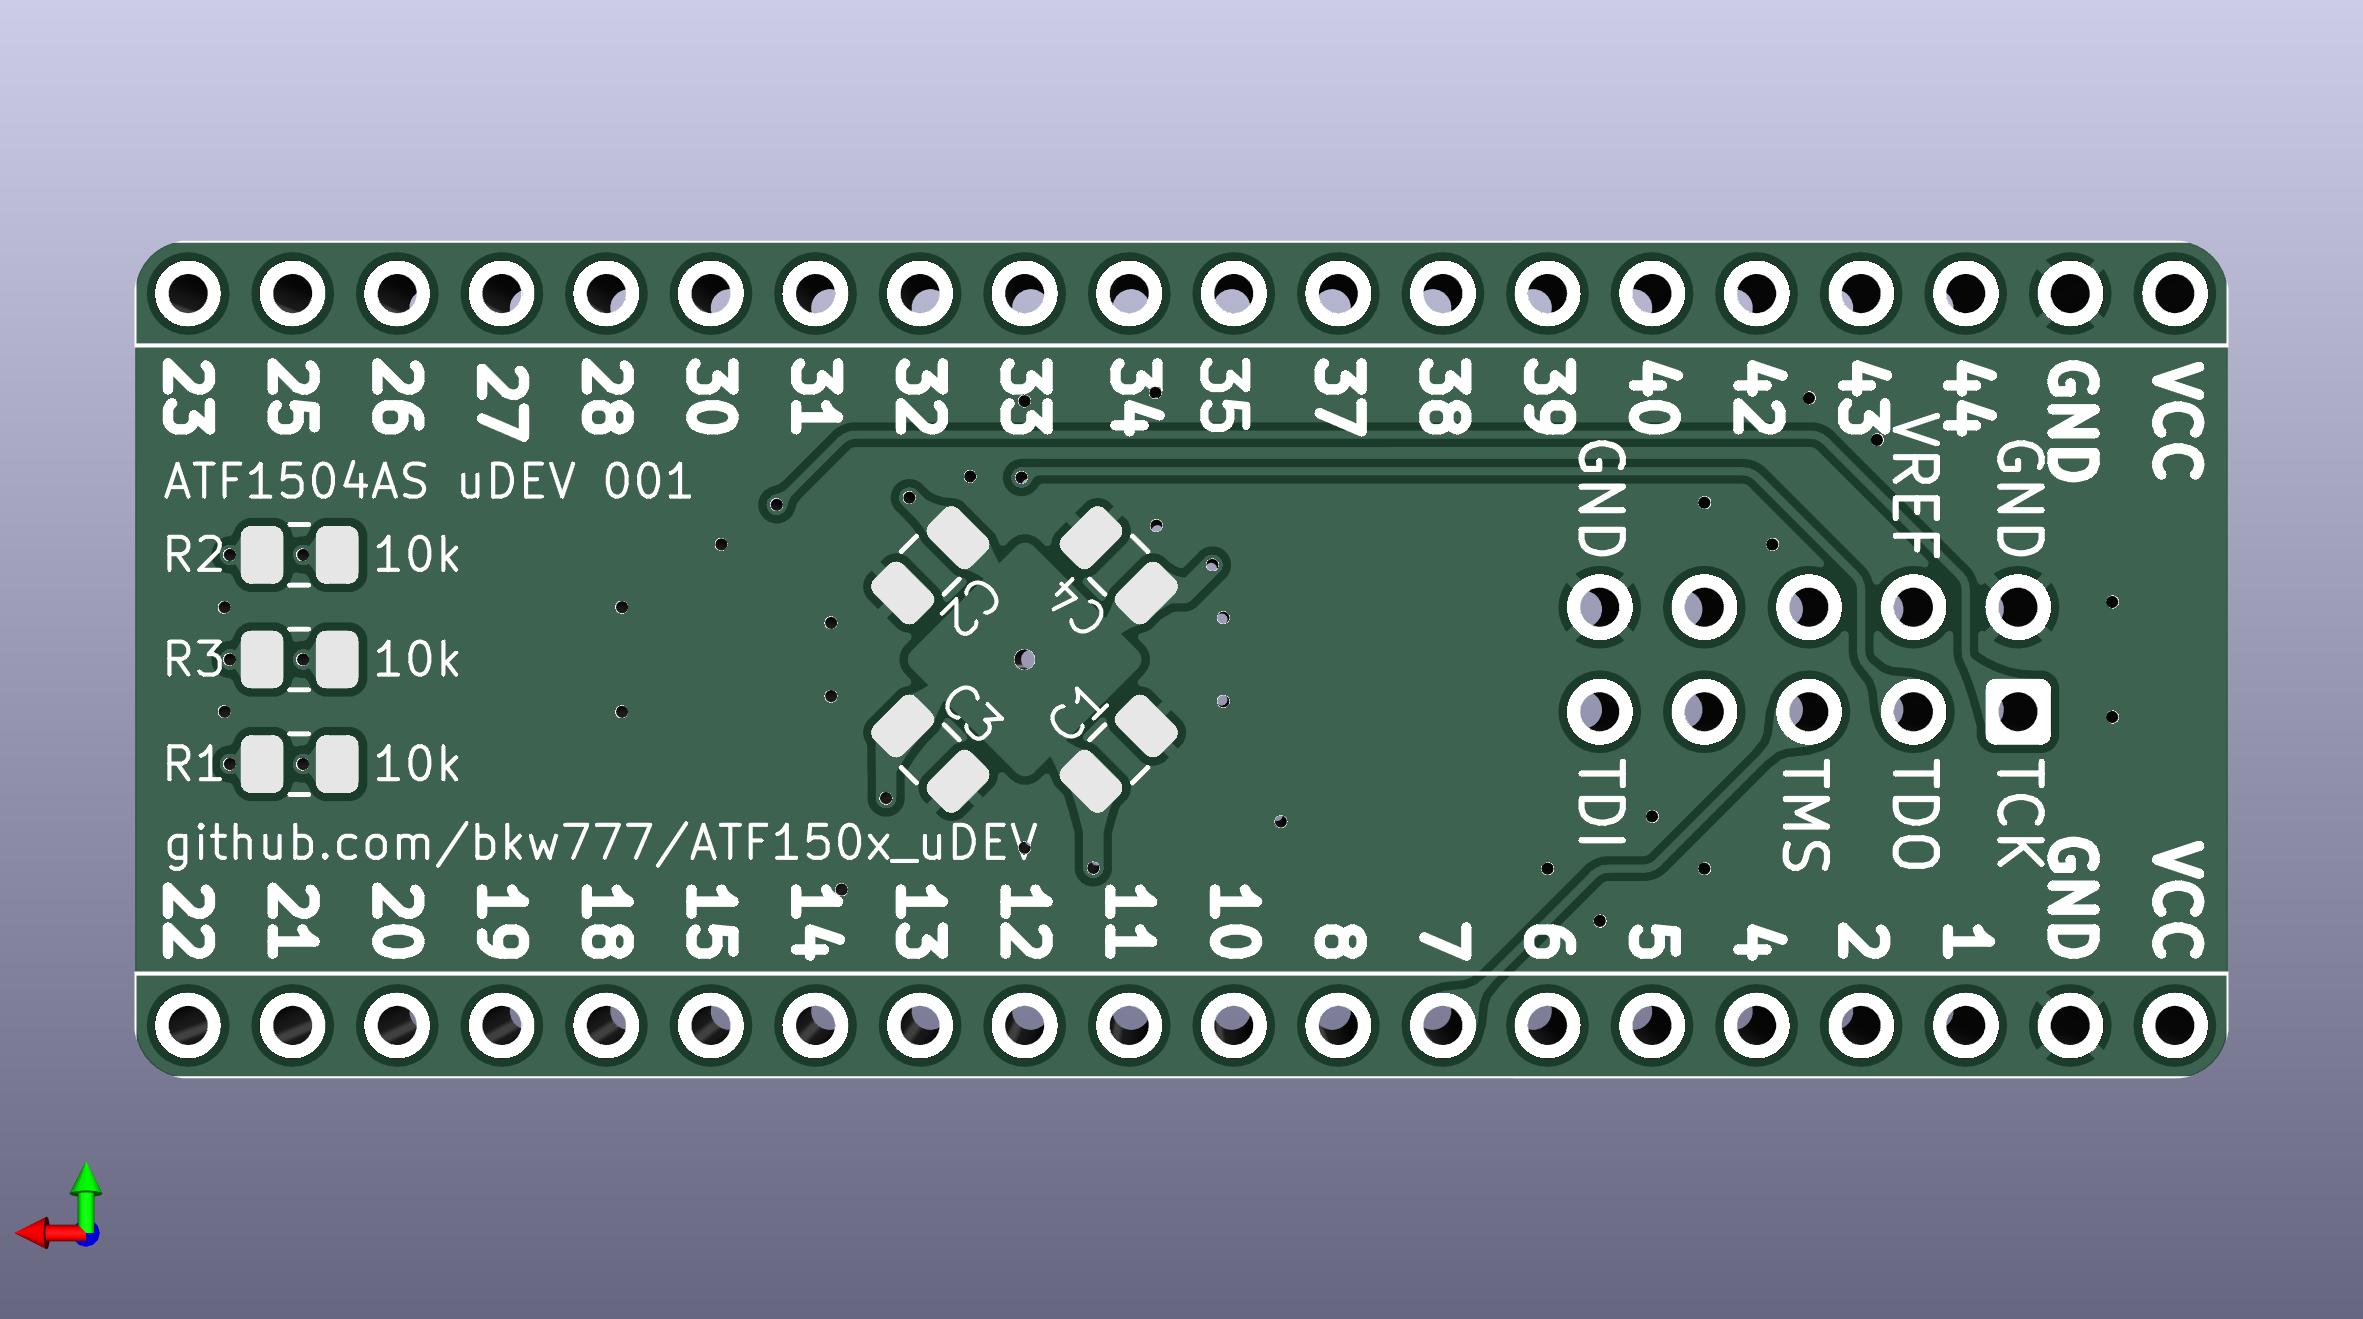 23 25 26 27 28 30 31 32 33 34 35 37 38 39 40 42 43 44 GND VCC
ATF1504AS uDEV 001
GND VREF GND
R2 10k
C2 C4
R3 10k
C3 C1
R1 10k
TDI TMS TDO TCK
github.com/bkw777/ATF150x_uDEV
22 21 20 19 18 15 14 13 12 11 10 8 7 6 5 4 2 1 GND VCC